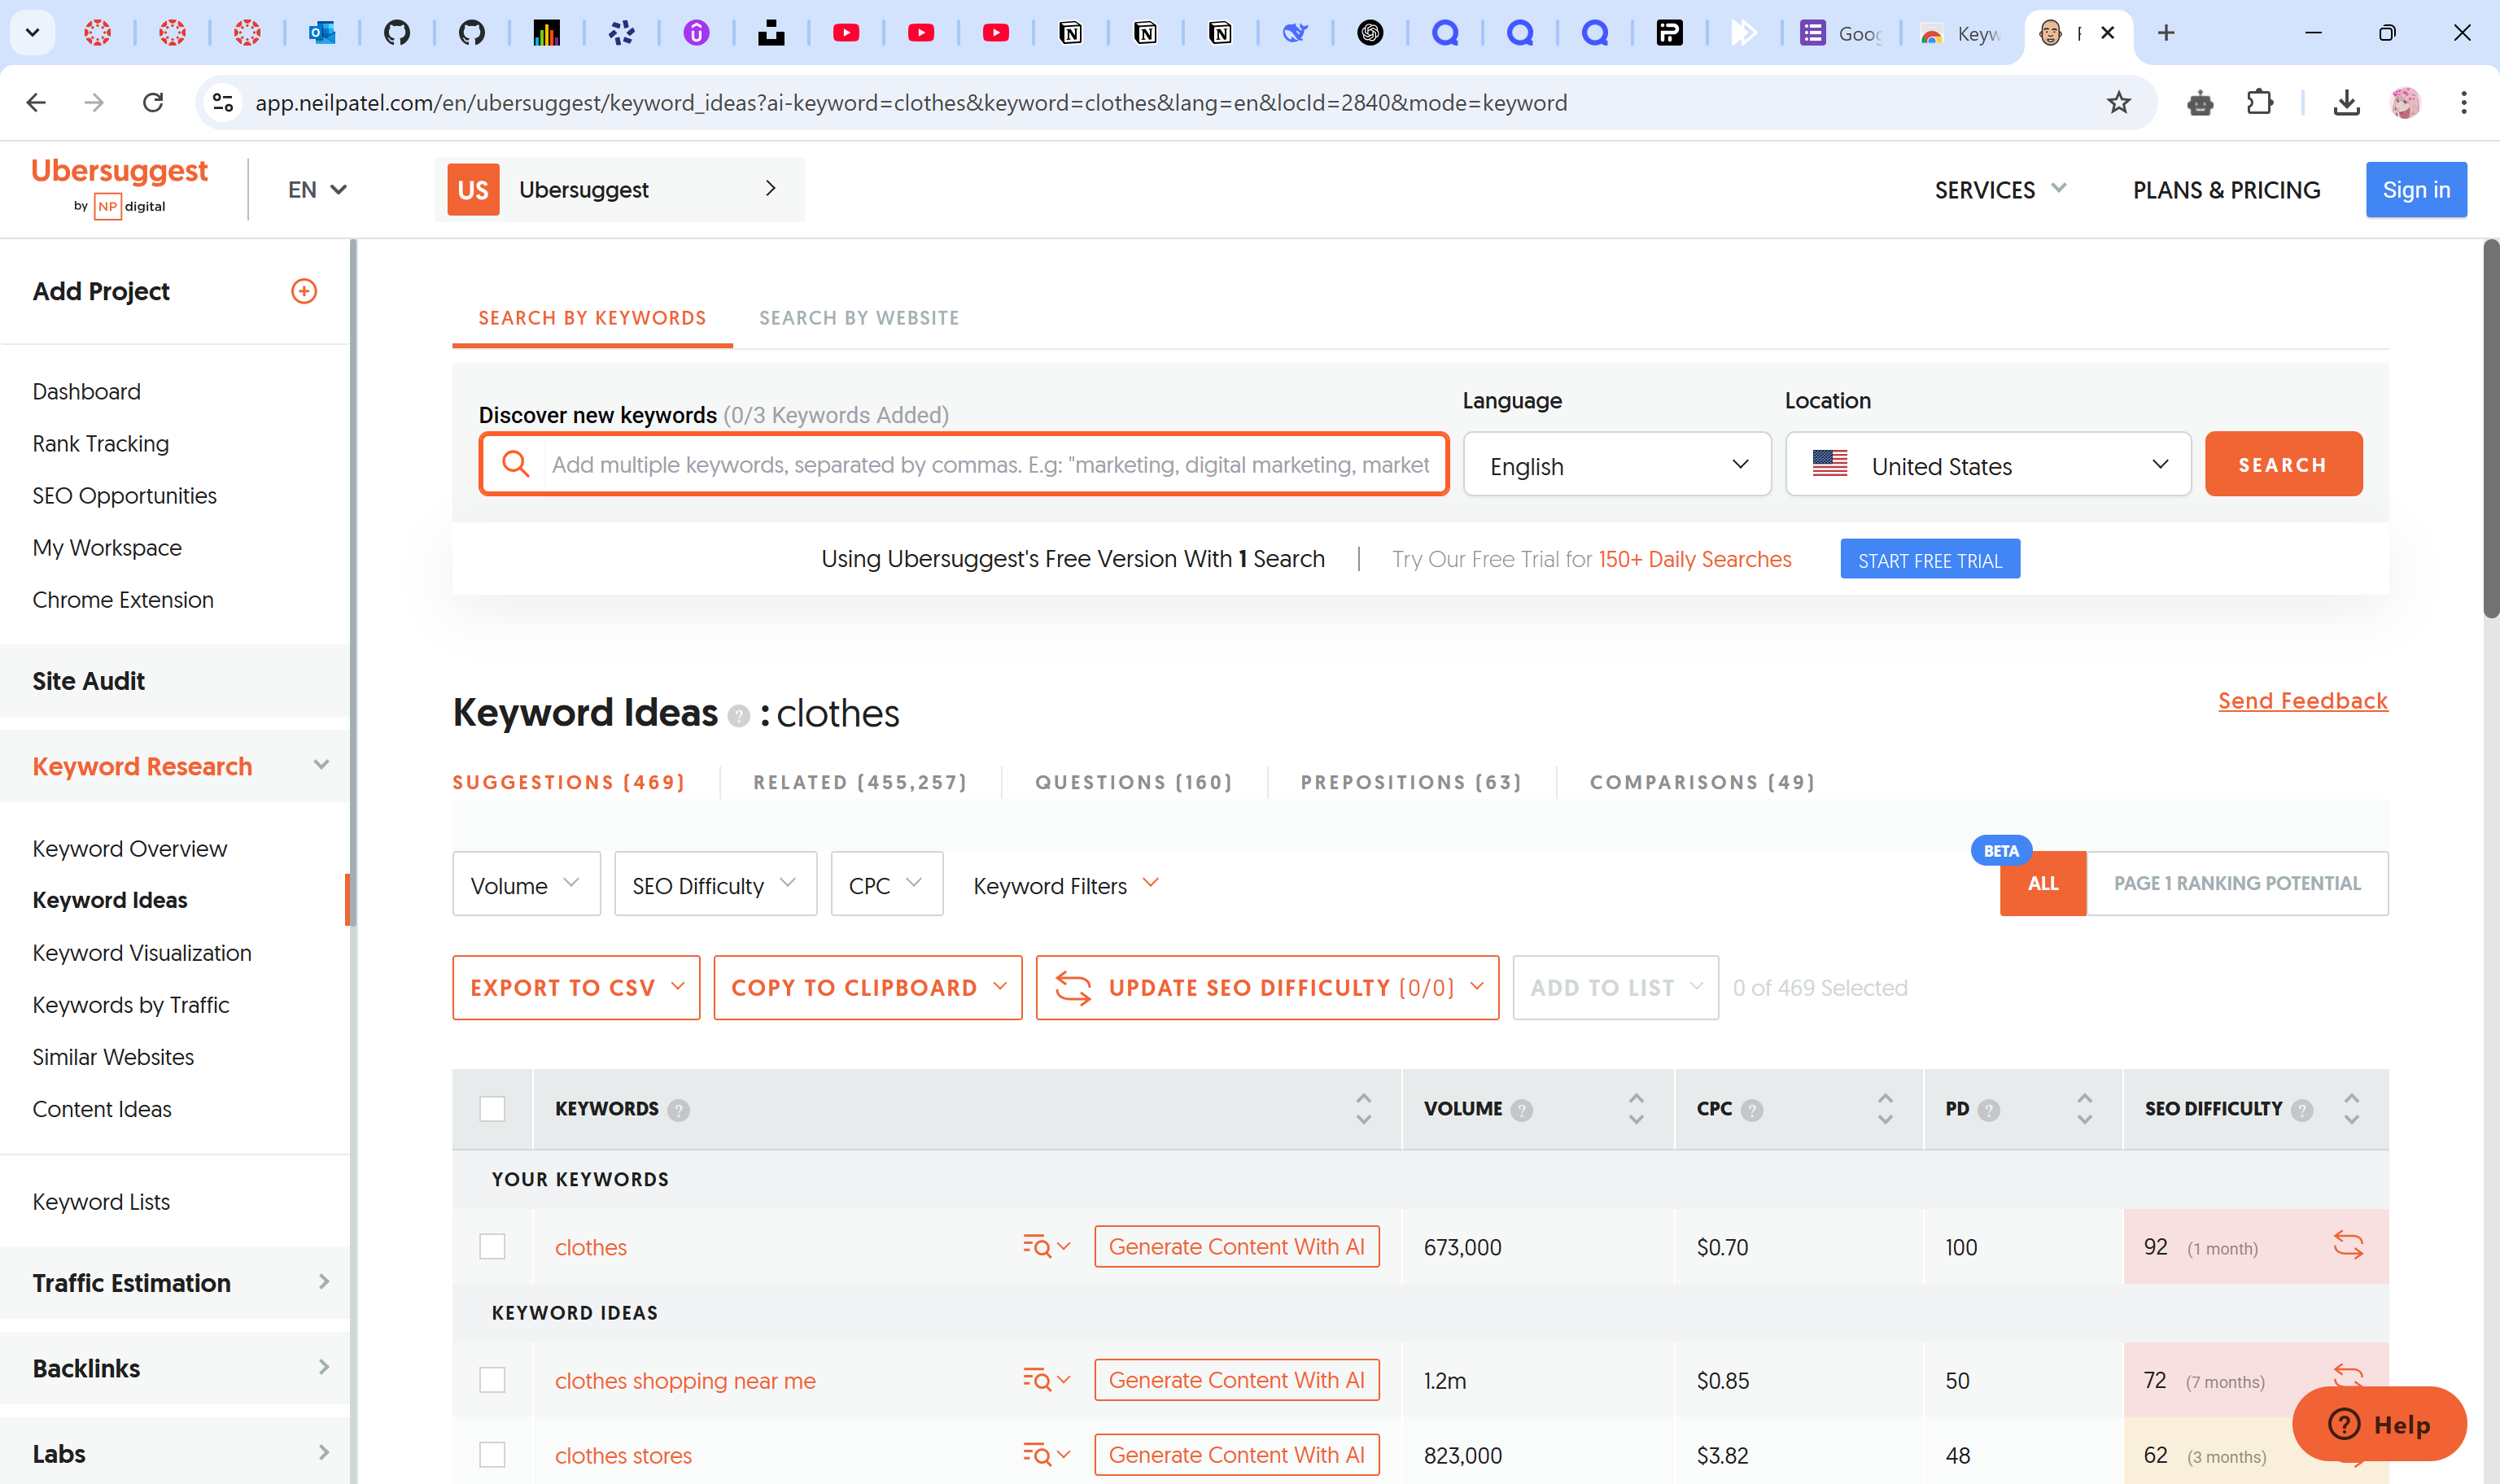 Goog
Keyw
app.neilpatel.com/en/ubersuggest/keyword_ideas?ai-keyword=clothes&keyword=clothes&lang=en&locId=2840&mode=keyword
Ubersuggest
by NP digital
EN
US Ubersuggest
SERVICES
PLANS & PRICING
Sign in
Add Project
Dashboard
Rank Tracking
SEO Opportunities
My Workspace
Chrome Extension
Site Audit
Keyword Research
Keyword Overview
Keyword Ideas
Keyword Visualization
Keywords by Traffic
Similar Websites
Content Ideas
Keyword Lists
Traffic Estimation
Backlinks
Labs
SEARCH BY KEYWORDS
SEARCH BY WEBSITE
Discover new keywords (0/3 Keywords Added)
Add multiple keywords, separated by commas. E.g: "marketing, digital marketing, market
Language
English
Location
United States
SEARCH
Using Ubersuggest's Free Version With 1 Search
Try Our Free Trial for 150+ Daily Searches
START FREE TRIAL
Keyword Ideas ? : clothes
Send Feedback
SUGGESTIONS (469)
RELATED (455,257)
QUESTIONS (160)
PREPOSITIONS (63)
COMPARISONS (49)
Volume
SEO Difficulty
CPC
Keyword Filters
BETA
ALL
PAGE 1 RANKING POTENTIAL
EXPORT TO CSV
COPY TO CLIPBOARD
UPDATE SEO DIFFICULTY (0/0)
ADD TO LIST
0 of 469 Selected
KEYWORDS ? VOLUME ? CPC ? PD ? SEO DIFFICULTY ?
YOUR KEYWORDS
clothes Generate Content With AI 673,000 $0.70 100 92 (1 month)
KEYWORD IDEAS
clothes shopping near me Generate Content With AI 1.2m $0.85 50 72 (7 months)
clothes stores Generate Content With AI 823,000 $3.82 48 62 (3 months)
? Help